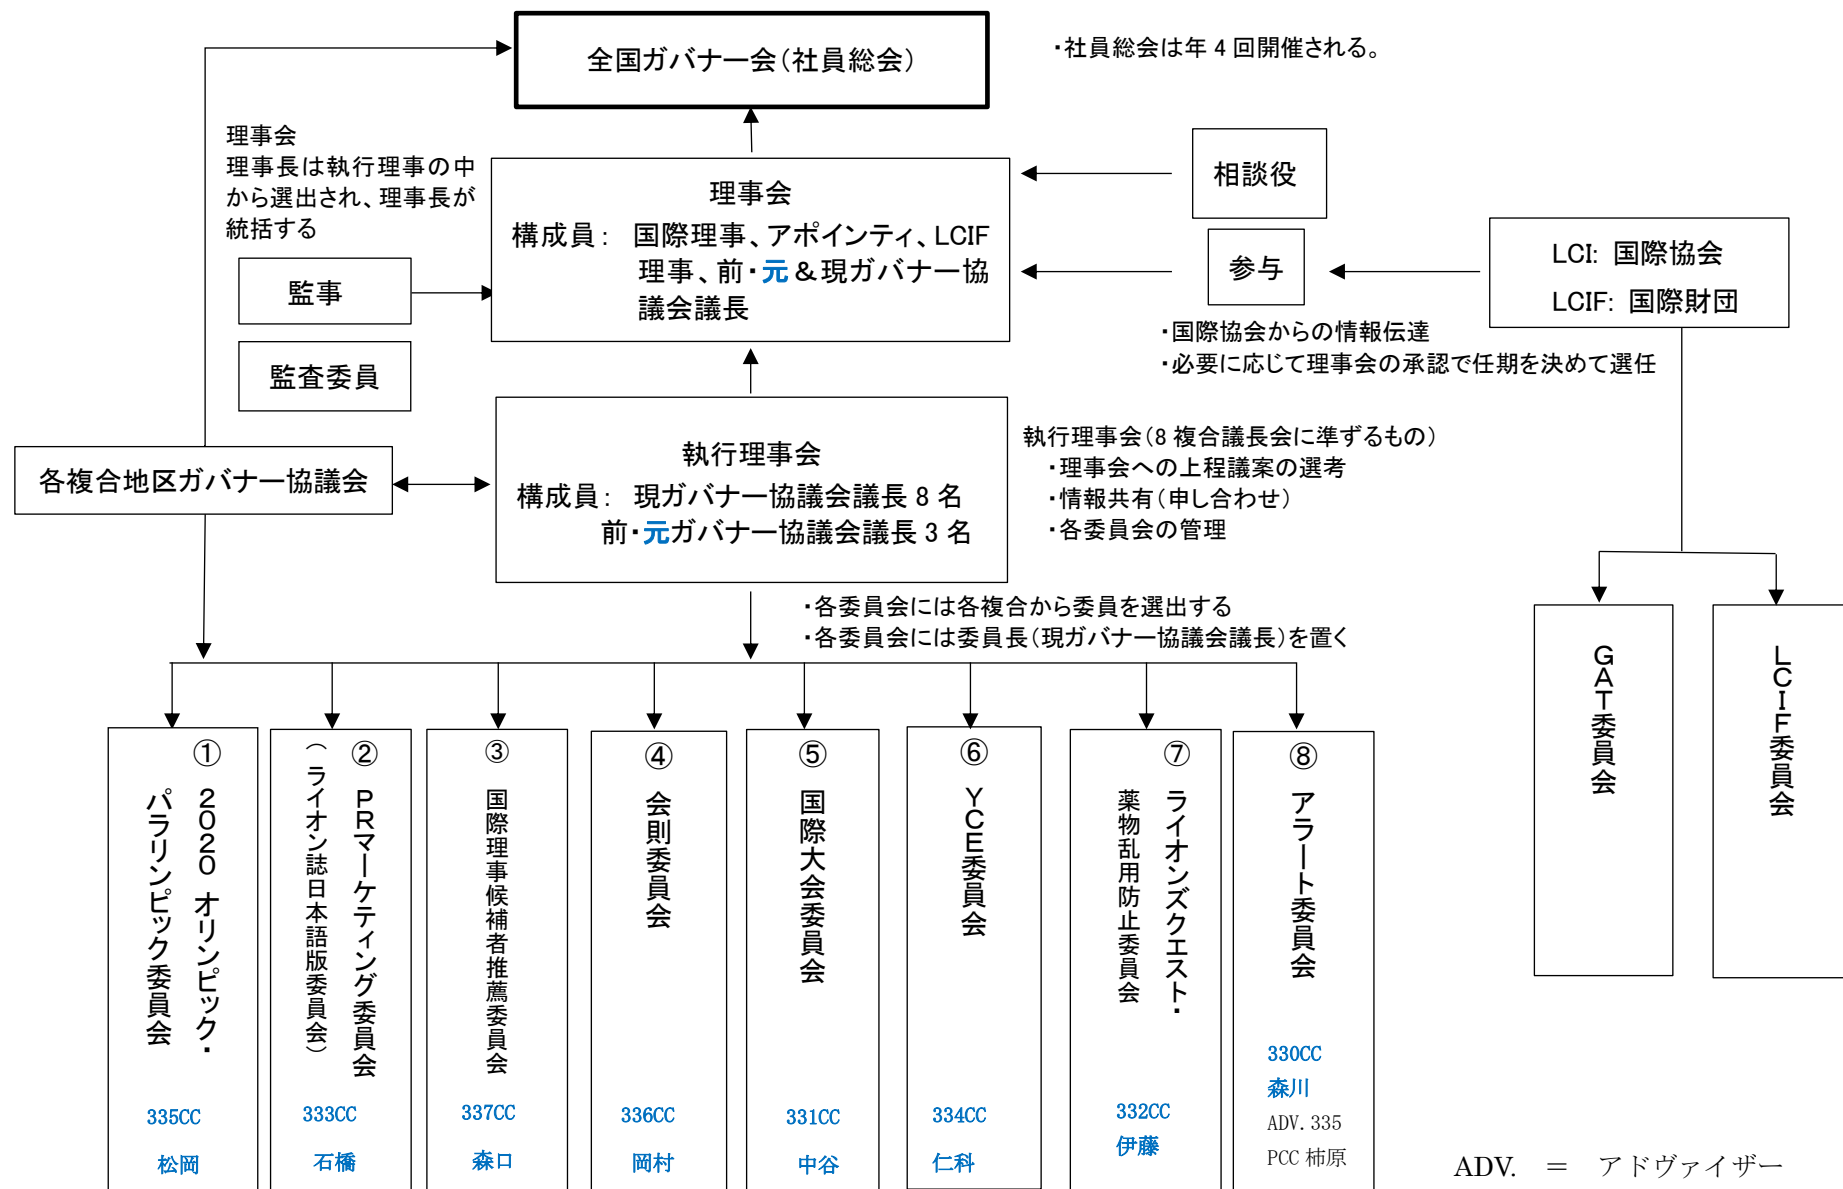 全国ガバナー会(社員総会)
・社員総会は年 4 回開催される。
理事会
理事長は執行理事の中
から選出され、理事長が
統括する
理事会
構成員: 国際理事、アポインティ、LCIF
理事、前・元＆現ガバナー協
議会議長
相談役
参与
LCI: 国際協会
LCIF: 国際財団
・国際協会からの情報伝達
・必要に応じて理事会の承認で任期を決めて選任
監事
監査委員
各複合地区ガバナー協議会
執行理事会
構成員: 現ガバナー協議会議長 8 名
前・元ガバナー協議会議長 3 名
執行理事会(8 複合議長会に準ずるもの)
・理事会への上程議案の選考
・情報共有(申し合わせ)
・各委員会の管理
・各委員会には各複合から委員を選出する
・各委員会には委員長(現ガバナー協議会議長)を置く
GAT委員会
LCIF委員会
① 2020 オリンピック・
パラリンピック委員会
335CC
松岡
② PRマーケティング委員会
(ライオン誌日本語版委員会)
333CC
石橋
③ 国際理事候補者推薦委員会
337CC
森口
④ 会則委員会
336CC
岡村
⑤ 国際大会委員会
331CC
中谷
⑥ YCE委員会
334CC
仁科
⑦ ライオンズクエスト・
薬物乱用防止委員会
332CC
伊藤
⑧ アラート委員会
330CC
森川
ADV.335
PCC 柿原
ADV. ＝ アドヴァイザー